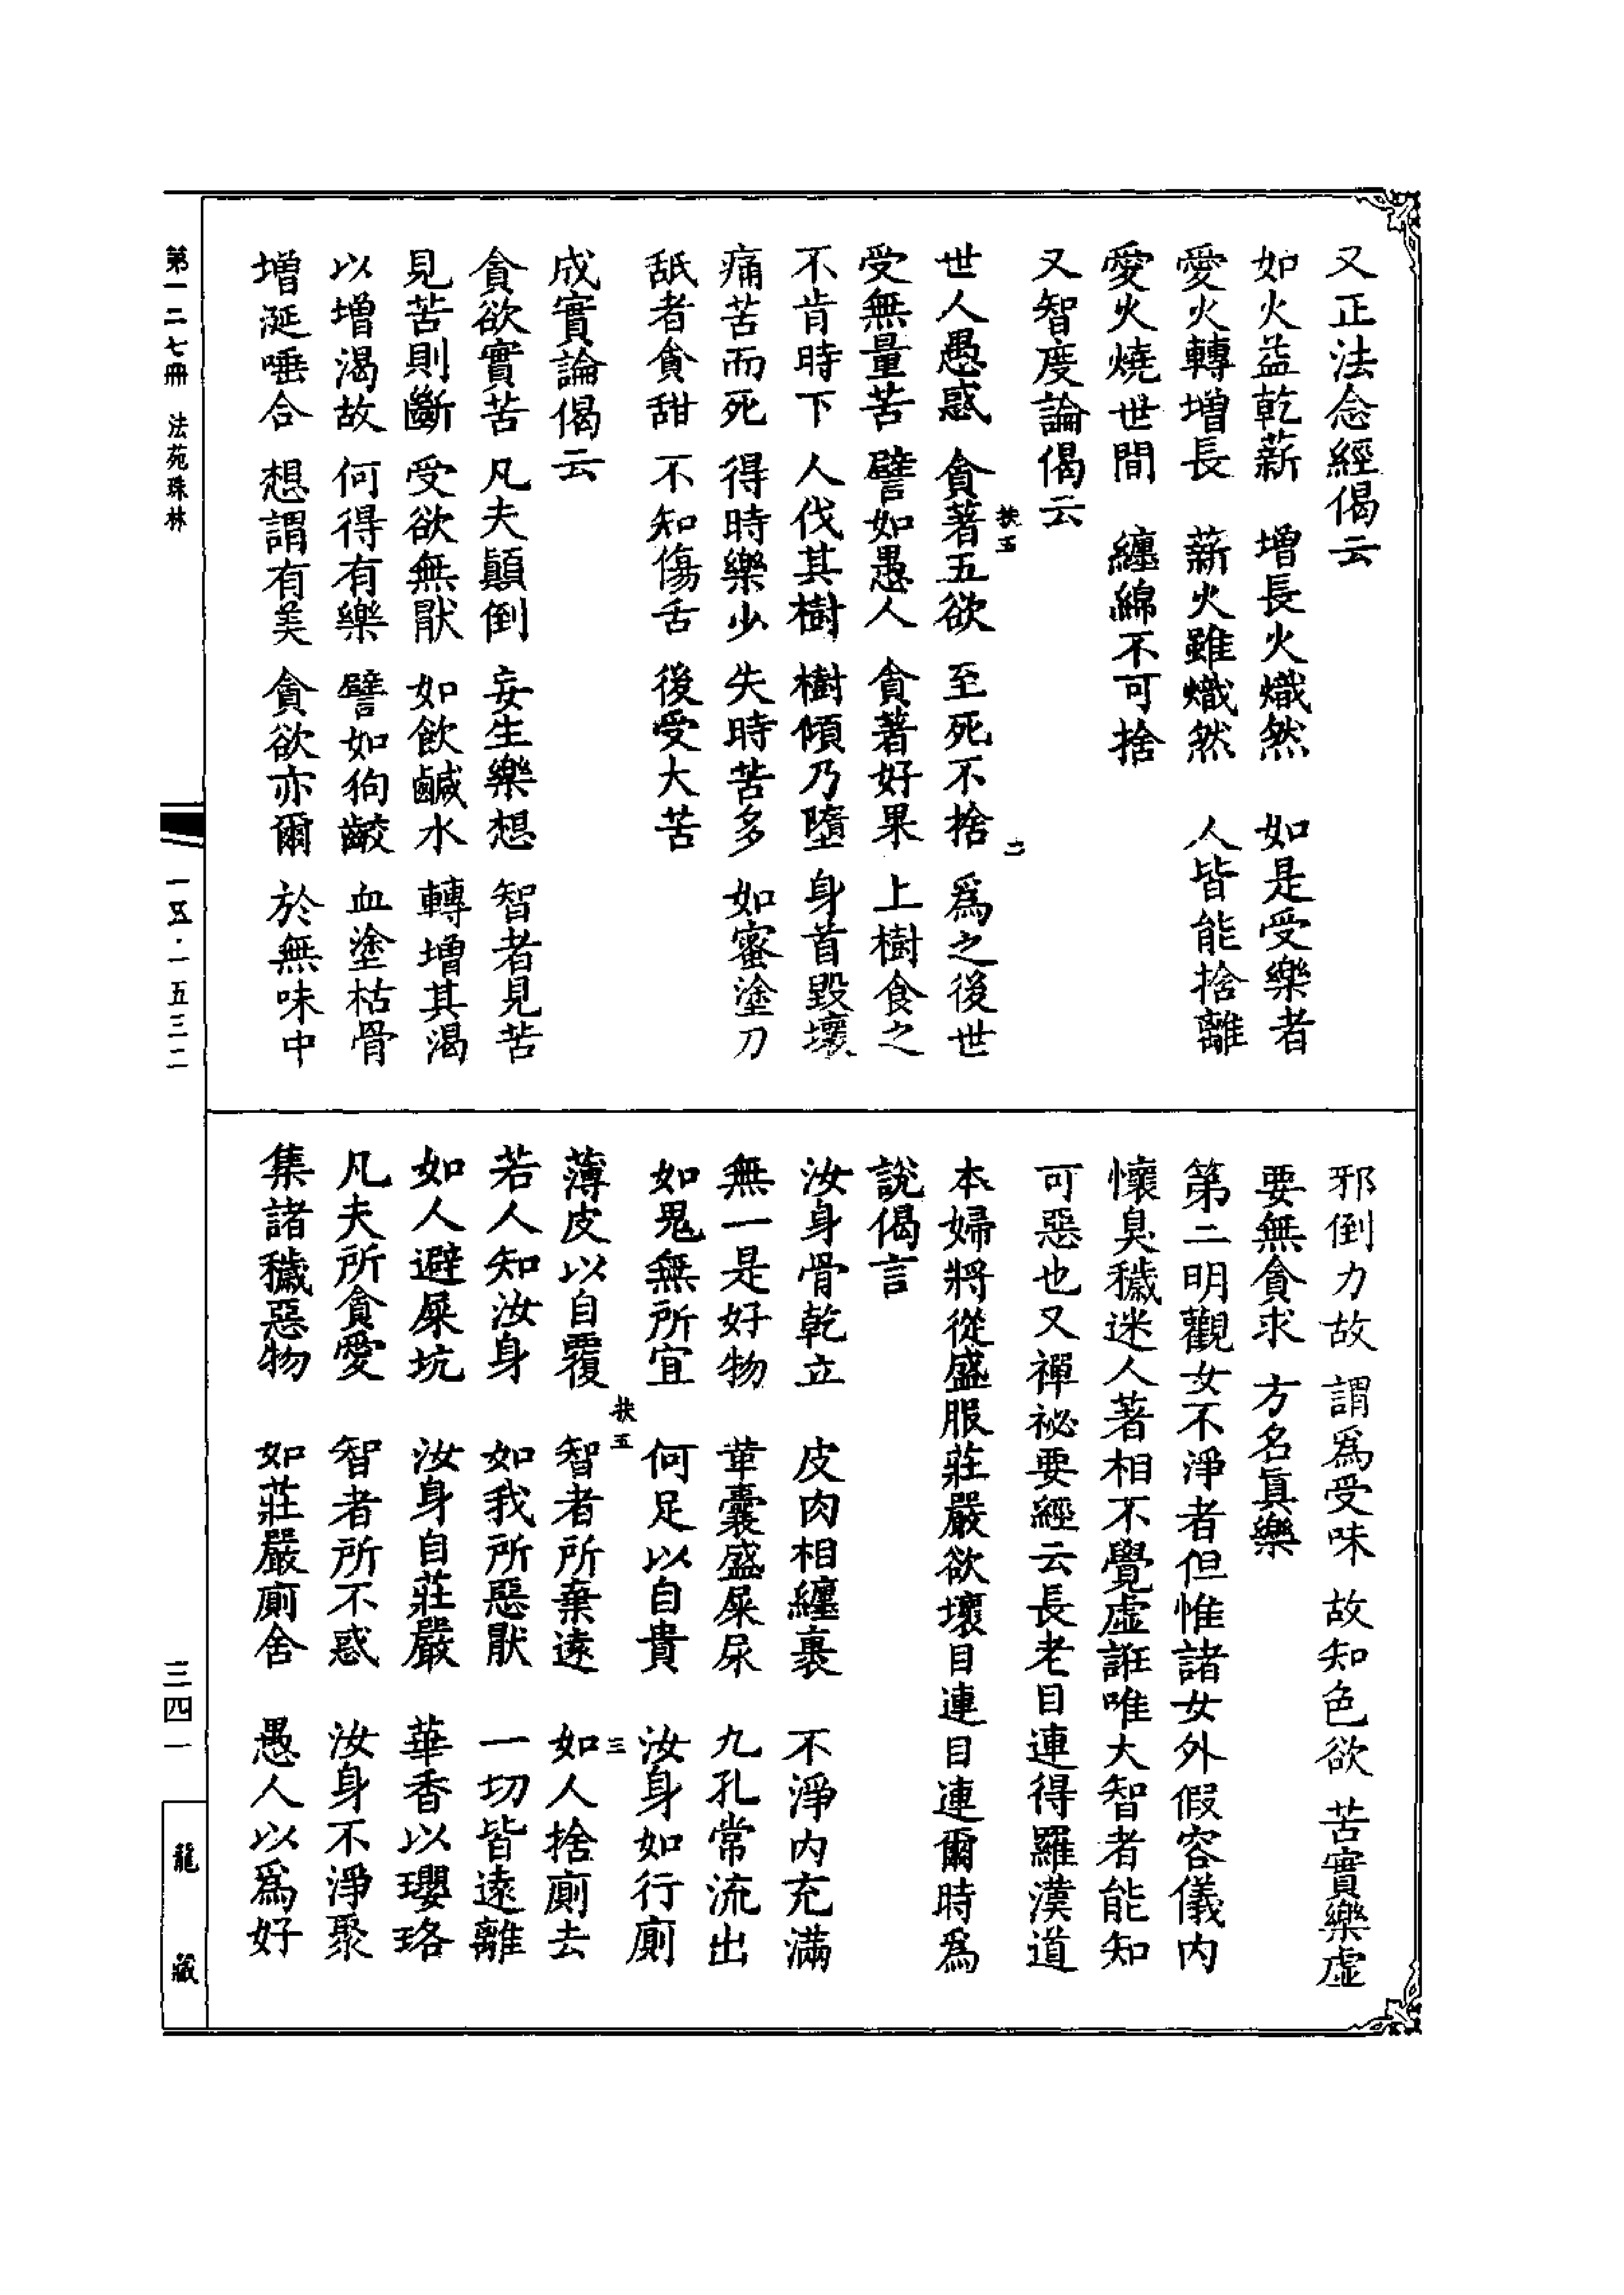 又正法念經偈云
如火益乾薪　增長火熾然　如是受樂者
愛火轉增長　薪火雖熾然　人皆能捨離
愛火燒世間　纏綿不可捨
又智度論偈云
扶五　二
世人愚惑　貪著五欲　至死不捨　爲之後世
受無量苦　譬如愚人　貪著好果　上樹食之
不肯時下　人伐其樹　樹傾乃墮　身首毀壞
痛苦而死　得時樂少　失時苦多　如蜜塗刀
舐者貪甜　不知傷舌　後受大苦
成實論偈云
貪欲實苦　凡夫顛倒　妄生樂想　智者見苦
見苦則斷　受欲無猒　如飲鹹水　轉增其渴
以增渴故　何得有樂　譬如狗齩　血塗枯骨
增涎唾合　想謂有美　貪欲亦爾　於無味中
邪倒力故　謂爲受味　故知色欲　苦實樂虛
要無貪求　方名眞樂
第二明觀女不淨者但惟諸女外假容儀内
懷臭穢迷人著相不覺虛誑唯大智者能知
可惡也又禪祕要經云長老目連得羅漢道
本婦將從盛服莊嚴欲壞目連目連爾時爲
說偈言
汝身骨乾立　皮肉相纏裹　不淨内充滿
無一是好物　葦囊盛屎尿　九孔常流出
如鬼無所宜　何足以自貴　汝身如行廁
扶五　三
薄皮以自覆　智者所棄遠　如人捨廁去
若人知汝身　如我所惡猒　一切皆遠離
如人避屎坑　汝身自莊嚴　華香以瓔珞
凡夫所貪愛　智者所不惑　汝身不淨聚
集諸穢惡物　如莊嚴廁舍　愚人以爲好
第一二七冊　法苑珠林
一五·一五三二
三四一
龍藏